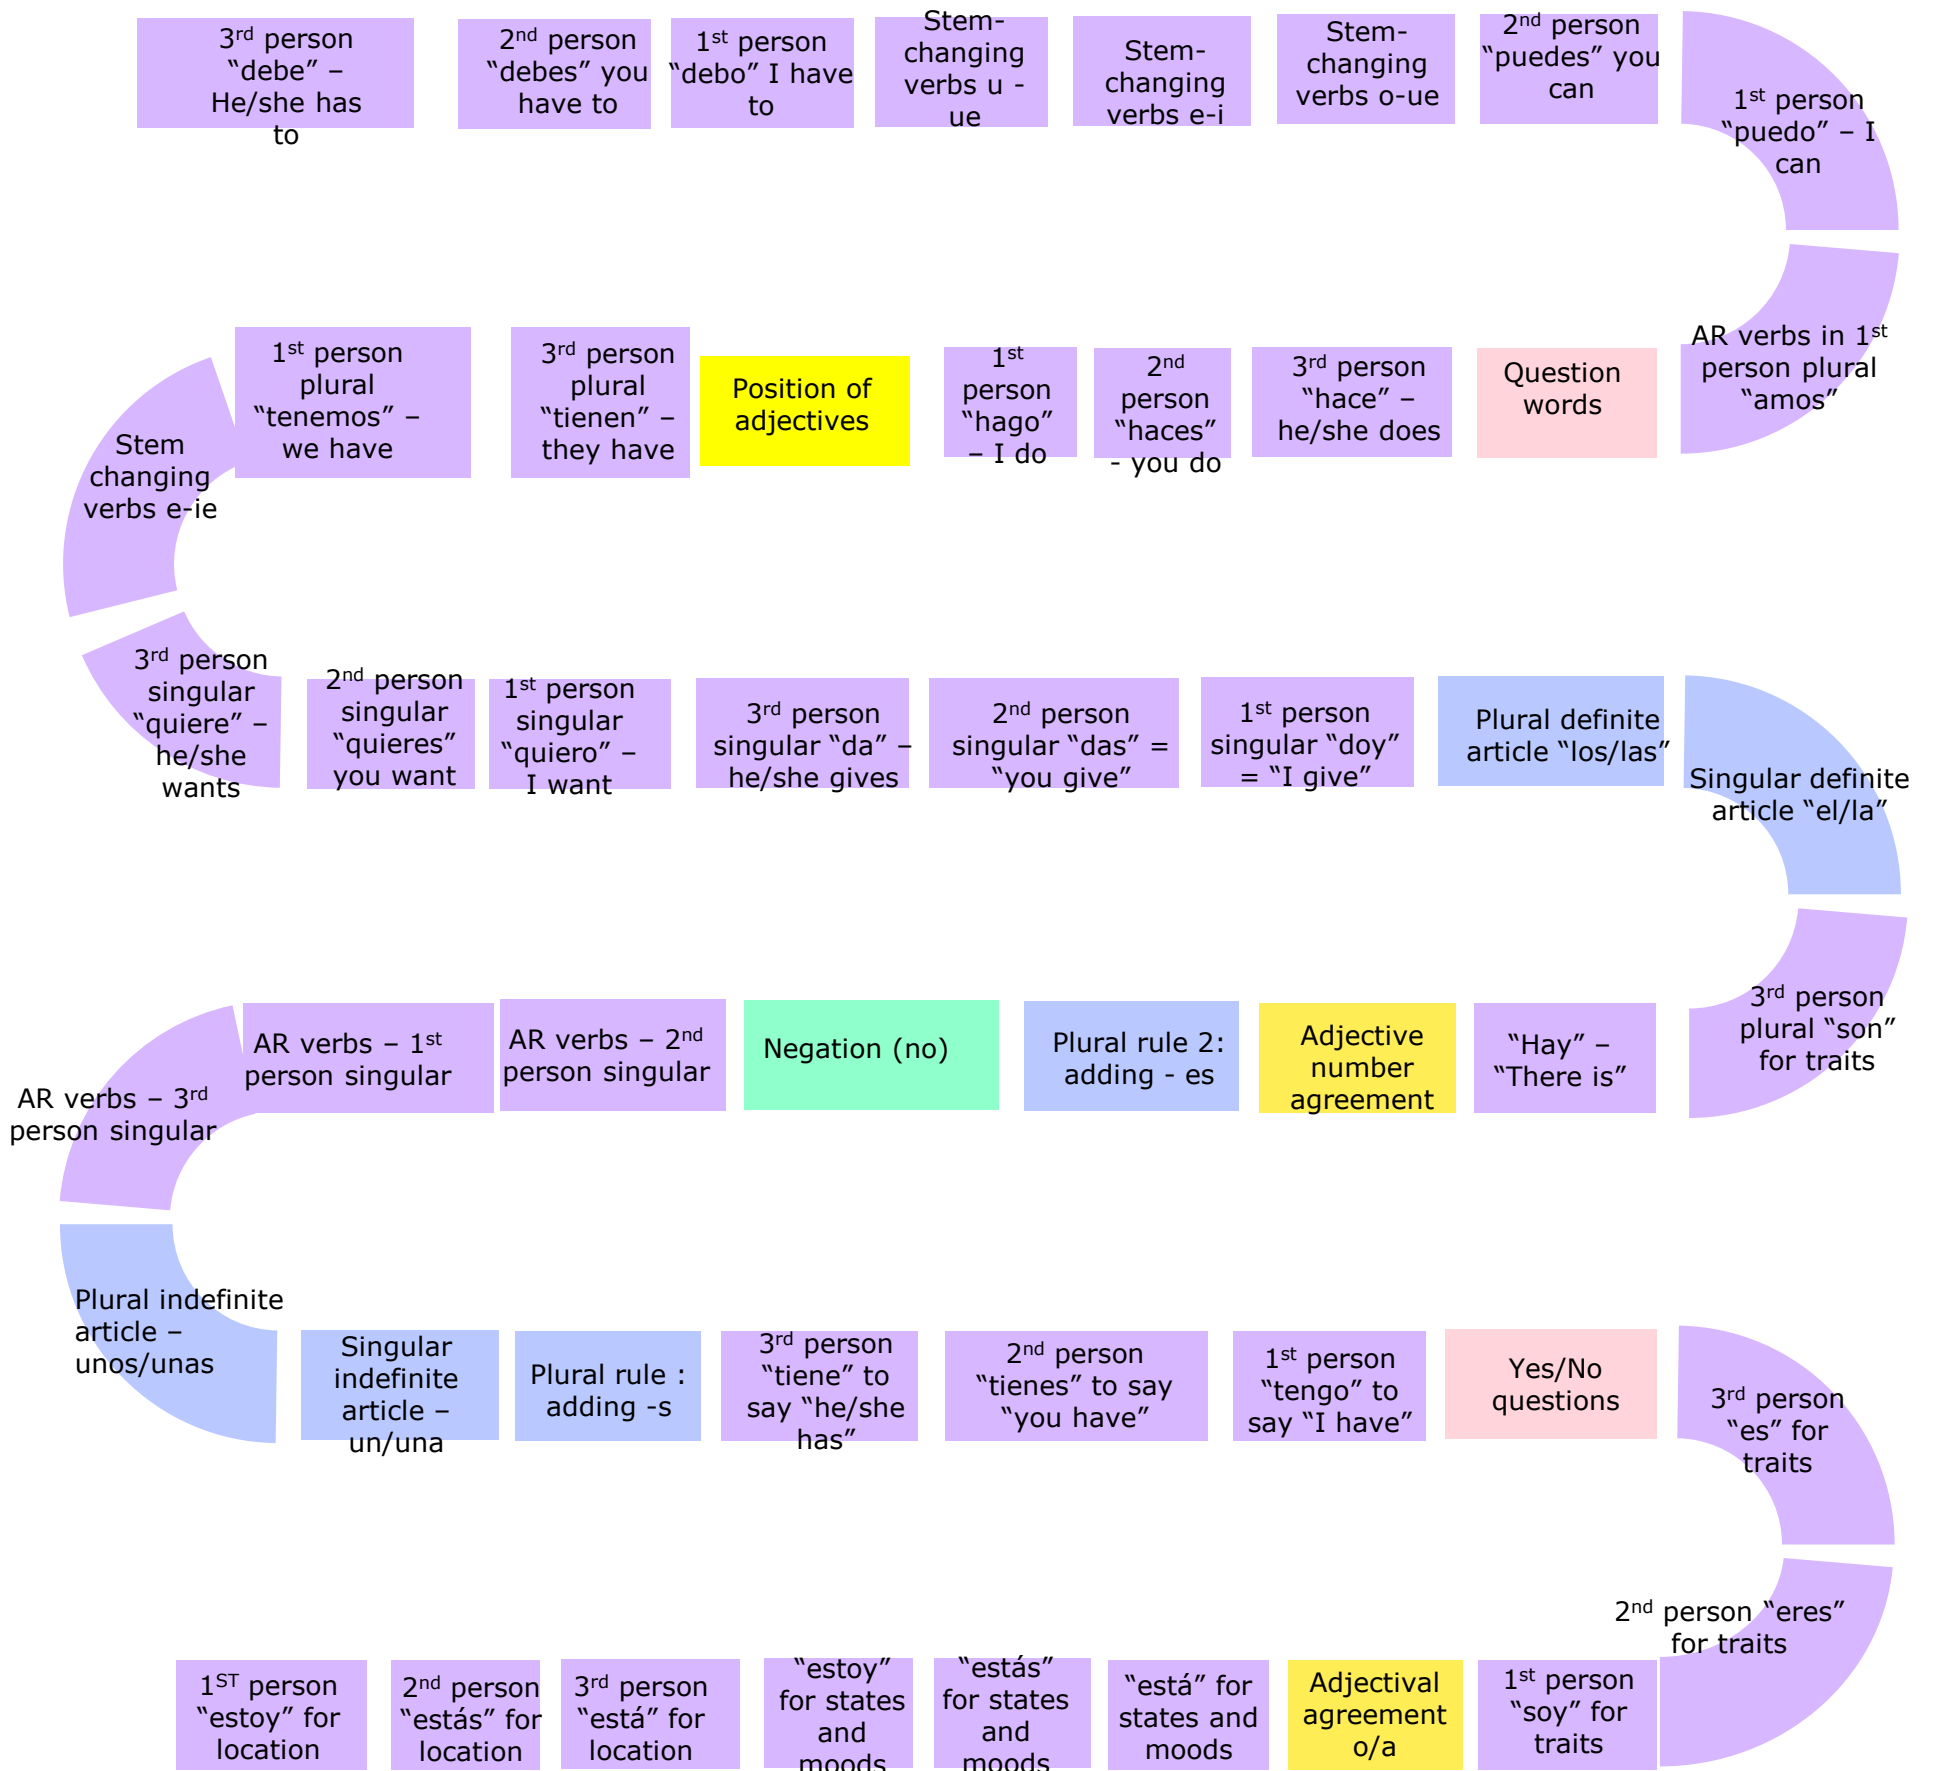 3rd person
“debe” –
He/she has
to
2nd person
“debes” you
have to
1st person
“debo” I have
to
Stem-
changing
verbs u -
ue
Stem-
changing
verbs e-i
Stem-
changing
verbs o-ue
2nd person
“puedes” you
can
1st person
“puedo” – I
can
1st person
plural
“tenemos” –
we have
3rd person
plural
“tienen” –
they have
Position of
adjectives
1st
person
“hago”
– I do
2nd
person
“haces”
- you do
3rd person
“hace” –
he/she does
Question
words
AR verbs in 1st
person plural
“amos”
Stem
changing
verbs e-ie
3rd person
singular
“quiere” –
he/she
wants
2nd person
singular
“quieres”
you want
1st person
singular
“quiero” –
I want
3rd person
singular “da” –
he/she gives
2nd person
singular “das” =
“you give”
1st person
singular “doy”
= “I give”
Plural definite
article “los/las”
Singular definite
article “el/la”
AR verbs – 3rd
person singular
AR verbs – 1st
person singular
AR verbs – 2nd
person singular
Negation (no)
Plural rule 2:
adding - es
Adjective
number
agreement
“Hay” –
“There is”
3rd person
plural “son”
for traits
Plural indefinite
article –
unos/unas
Singular
indefinite
article –
un/una
Plural rule :
adding -s
3rd person
“tiene” to
say “he/she
has”
2nd person
“tienes” to say
“you have”
1st person
“tengo” to
say “I have”
Yes/No
questions
3rd person
“es” for
traits
2nd person “eres”
for traits
1ST person
“estoy” for
location
2nd person
“estás” for
location
3rd person
“está” for
location
“estoy”
for states
and
moods
“estás”
for states
and
moods
“está” for
states and
moods
Adjectival
agreement
o/a
1st person
“soy” for
traits